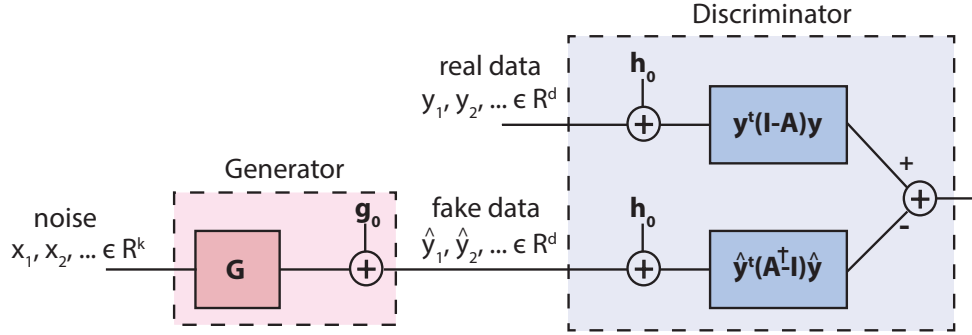 Discriminator
real data
y₁, y₂, ... ∈ Rᵈ
h₀
+
yᵗ(I-A)y
Generator
+
+
noise
x₁, x₂, ... ∈ Rᵏ
G
g₀
+
fake data
ŷ₁, ŷ₂, ... ∈ Rᵈ
h₀
+
ŷᵗ(A†-I)ŷ
-